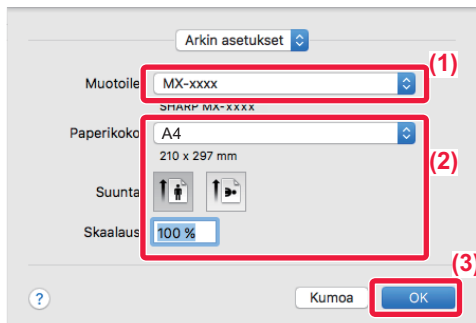 Arkin asetukset
(1)
Muotoile MX-xxxx
SHARP MX-xxxx
Paperikoko A4
210 x 297 mm
(2)
Suunta
Skaalaus 100 %
(3)
? Kumoa OK